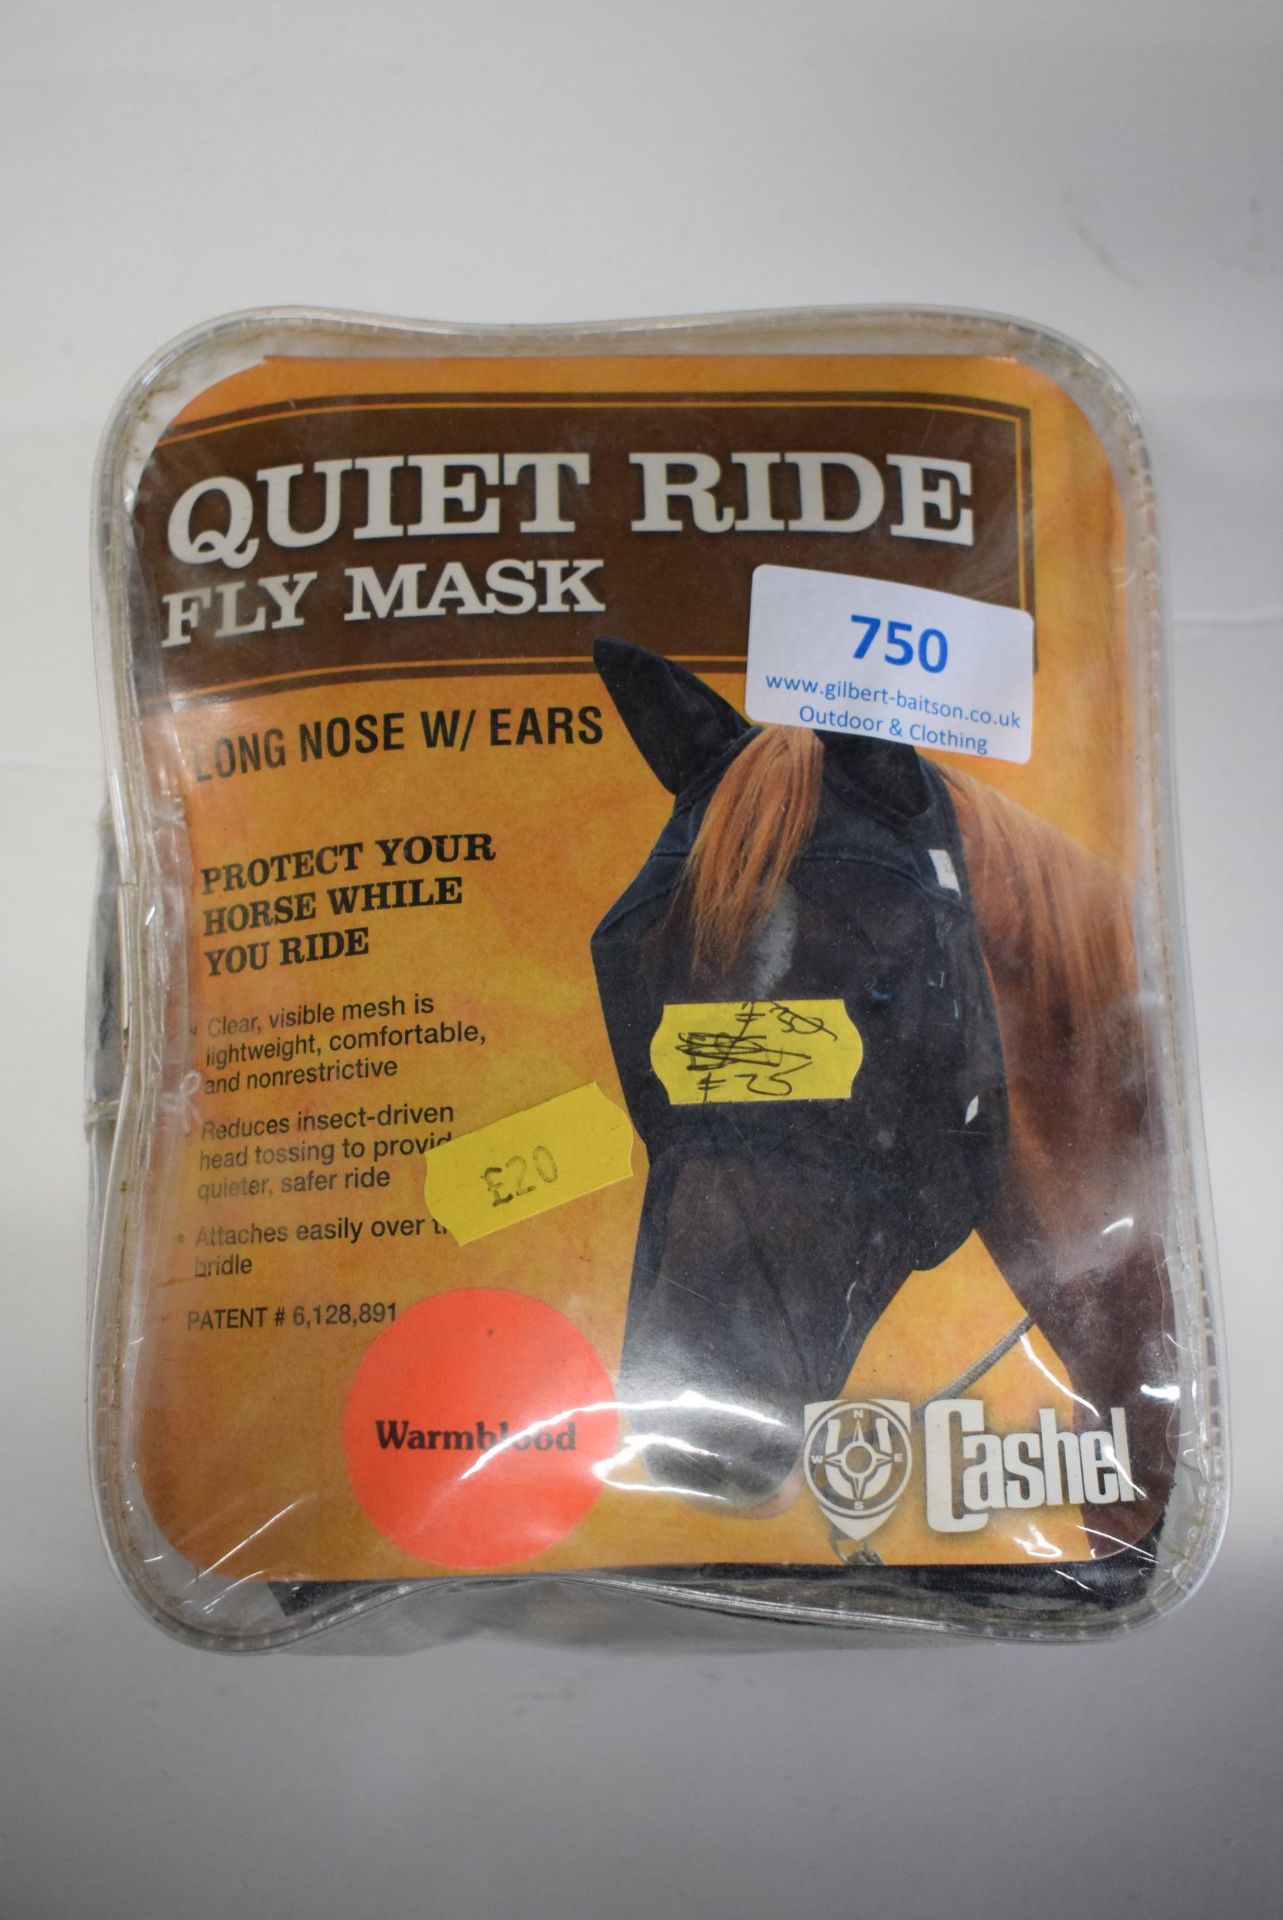 QUIET RIDE
FLY MASK
750
www.gilbert-baitson.co.uk
Outdoor & Clothing
LONG NOSE W/ EARS
PROTECT YOUR
HORSE WHILE
YOU RIDE
• Clear, visible mesh is
lightweight, comfortable,
and nonrestrictive
• Reduces insect-driven
head tossing to provid
quieter, safer ride
• Attaches easily over t
bridle
PATENT # 6,128,891
£25
£20
Warmblood
N
W E
S
Cashel